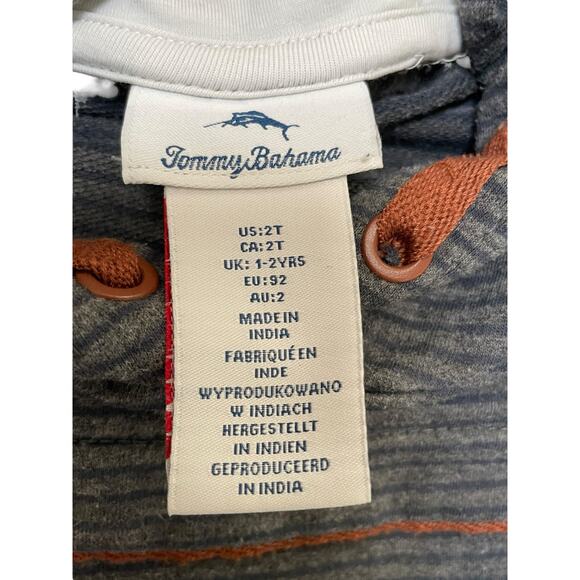 Tommy Bahama
US:2T
CA:2T
UK: 1-2YRS
EU:92
AU:2
MADE IN
INDIA
FABRIQUÉ EN
INDE
WYPRODUKOWANO
W INDIACH
HERGESTELLT
IN INDIEN
GEPRODUCEERD
IN INDIA